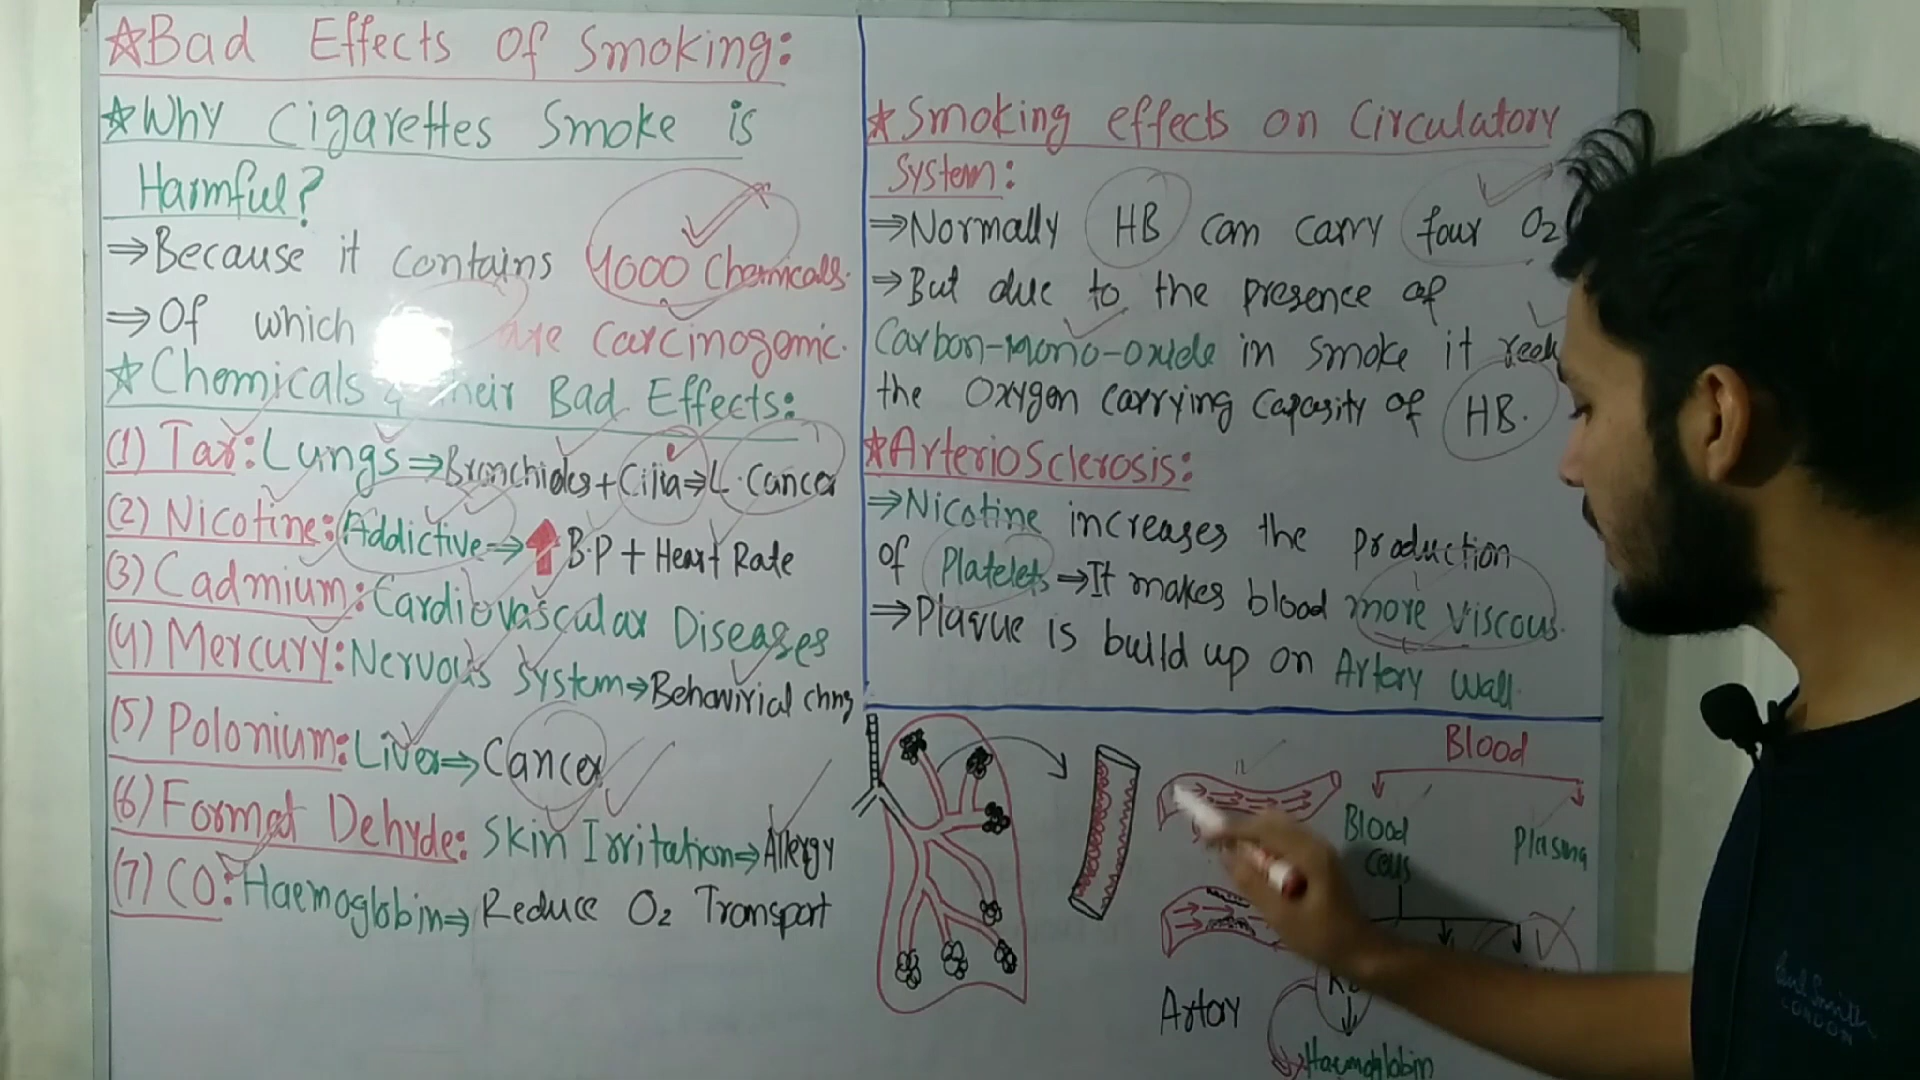 ☆Bad Effects Of Smoking:
☆Why Cigarettes Smoke is
Harmful?
⇒Because it contains 4000 Chemicals.
⇒Of which are Carcinogenic.
☆Chemicals & their Bad Effects:
(1) Tar: Lungs⇒Bronchioles+Cilia⇒L.Cancer
(2) Nicotine: Addictive⇒↑B.P + Heart Rate
(3) Cadmium: Cardiovascular Diseases
(4) Mercury: Nervous System⇒Behavirial chng
(5) Polonium: Liver⇒Cancer
(6) Format Dehyde: Skin Irritation⇒Allergy
(7) CO: Haemoglobin⇒Reduce O2 Transport
☆Smoking effects on Circulatory
System:
⇒Normally HB can carry four O2
⇒But due to the presence of
Carbon-Mono-oxide in smoke it
the Oxygen carrying Capasity of HB.
☆ArterioSclerosis:
⇒Nicotine increases the production
of Platelets⇒It makes blood more Viscous.
⇒Plaque is build up on Artery Wall.
Blood
Blood Cells
Plasma
Artery
Haemoglobin
Paul Smith
LONDON